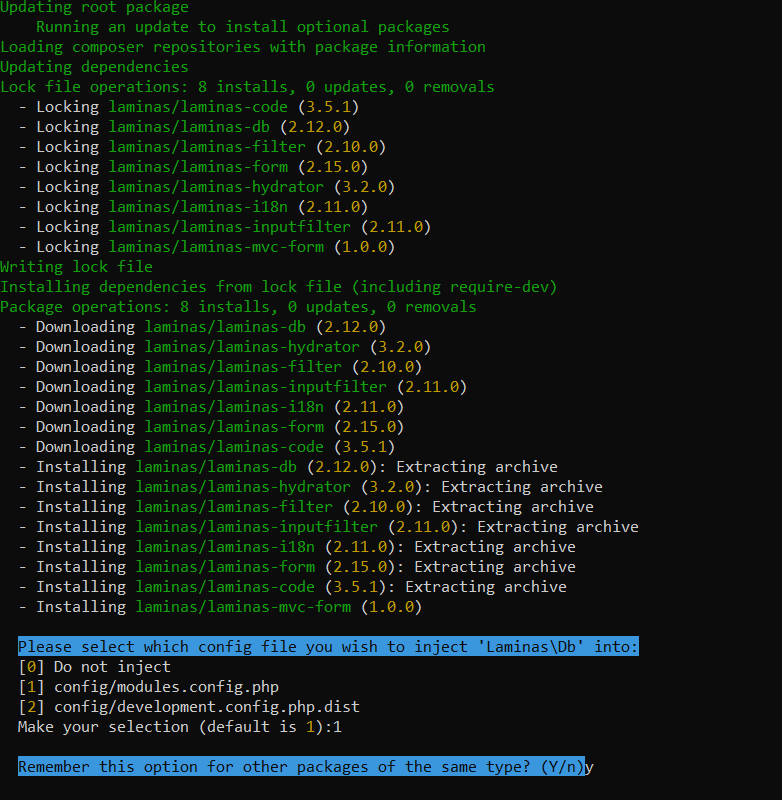 Updating root package
    Running an update to install optional packages
Loading composer repositories with package information
Updating dependencies
Lock file operations: 8 installs, 0 updates, 0 removals
  - Locking laminas/laminas-code (3.5.1)
  - Locking laminas/laminas-db (2.12.0)
  - Locking laminas/laminas-filter (2.10.0)
  - Locking laminas/laminas-form (2.15.0)
  - Locking laminas/laminas-hydrator (3.2.0)
  - Locking laminas/laminas-i18n (2.11.0)
  - Locking laminas/laminas-inputfilter (2.11.0)
  - Locking laminas/laminas-mvc-form (1.0.0)
Writing lock file
Installing dependencies from lock file (including require-dev)
Package operations: 8 installs, 0 updates, 0 removals
  - Downloading laminas/laminas-db (2.12.0)
  - Downloading laminas/laminas-hydrator (3.2.0)
  - Downloading laminas/laminas-filter (2.10.0)
  - Downloading laminas/laminas-inputfilter (2.11.0)
  - Downloading laminas/laminas-i18n (2.11.0)
  - Downloading laminas/laminas-form (2.15.0)
  - Downloading laminas/laminas-code (3.5.1)
  - Installing laminas/laminas-db (2.12.0): Extracting archive
  - Installing laminas/laminas-hydrator (3.2.0): Extracting archive
  - Installing laminas/laminas-filter (2.10.0): Extracting archive
  - Installing laminas/laminas-inputfilter (2.11.0): Extracting archive
  - Installing laminas/laminas-i18n (2.11.0): Extracting archive
  - Installing laminas/laminas-form (2.15.0): Extracting archive
  - Installing laminas/laminas-code (3.5.1): Extracting archive
  - Installing laminas/laminas-mvc-form (1.0.0)
  Please select which config file you wish to inject 'Laminas\Db' into:
  [0] Do not inject
  [1] config/modules.config.php
  [2] config/development.config.php.dist
  Make your selection (default is 1):1
  Remember this option for other packages of the same type? (Y/n)y